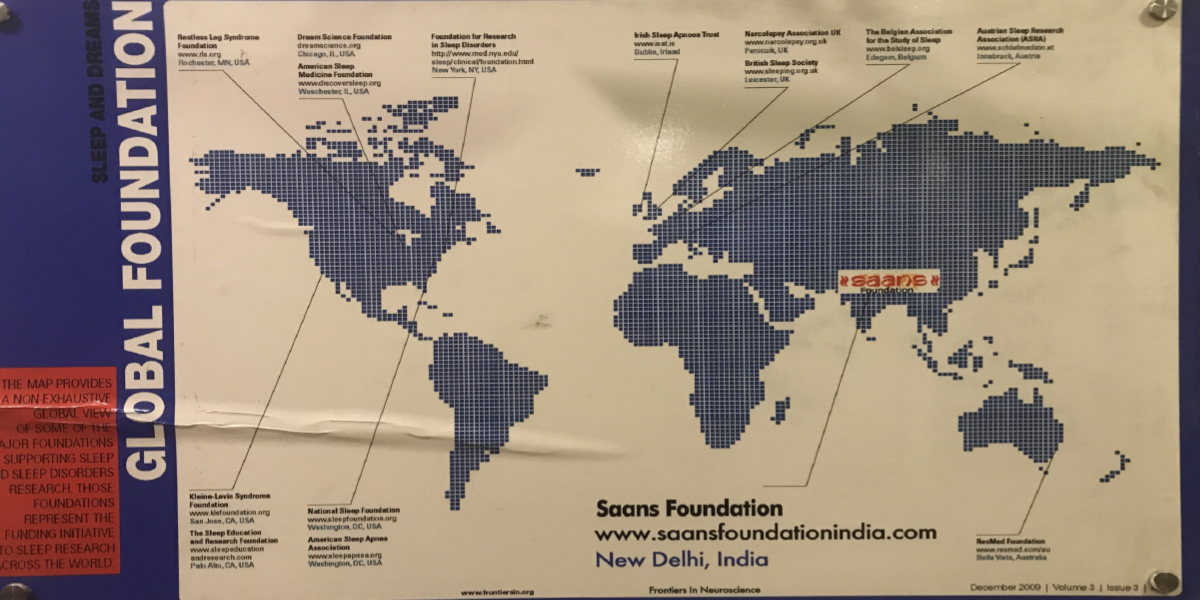 SLEEP AND DREAMS
GLOBAL FOUNDATION
THE MAP PROVIDES
A NON EXHAUSTIVE
GLOBAL VIEW
OF SOME OF THE
AJOR FOUNDATIONS
SUPPORTING SLEEP
D SLEEP DISORDERS
RESEARCH. THOSE
FOUNDATIONS
REPRESENT THE
FUNDING INITIATIVE
TO SLEEP RESEARCH
CROSS THE WORLD.
Restless Leg Syndrome
Foundation
www.rls.org
Rochester, MN, USA
Dream Science Foundation
dreamscience.org
Chicago, IL, USA
American Sleep
Medicine Foundation
www.discoversleep.org
Weschester, IL, USA
Foundation for Research
in Sleep Disorders
http://www.med.nyu.edu/
sleep/clinical/foundation.html
New York, NY, USA
Irish Sleep Apnoea Trust
www.isat.ie
Dublin, Irland
Narcolepsy Association UK
www.narcolepsy.org.uk
Penicuik, UK
British Sleep Society
www.sleeping.org.uk
Leicester, UK
The Belgian Association
for the Study of Sleep
www.belsleep.org
Edegem, Belgium
Austrian Sleep Research
Association (ASRA)
www.schlafmedizin.at
Innsbruck, Austria
saans
Foundation
Kleine-Levin Syndrome
Foundation
www.klsfoundation.org
San Jose, CA, USA
The Sleep Education
and Research Foundation
www.sleepeducation
andresearch.com
Palo Alto, CA, USA
National Sleep Foundation
www.sleepfoundation.org
Washington, DC, USA
American Sleep Apnea
Association
www.sleepapnea.org
Washington, DC, USA
Saans Foundation
www.saansfoundationindia.com
New Delhi, India
ResMed Foundation
www.resmed.com/au
Bella Vista, Australia
www.frontiersin.org
Frontiers in Neuroscience
December 2009 | Volume 3 | Issue 3 |